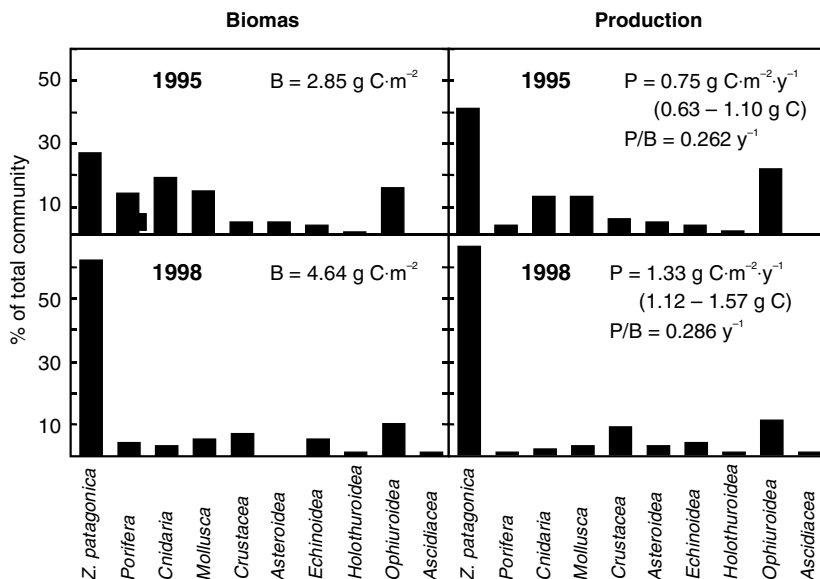 Biomas
Production
% of total community
50
30
10
1995
B = 2.85 g C·m⁻²
1995
P = 0.75 g C·m⁻²·y⁻¹
(0.63 – 1.10 g C)
P/B = 0.262 y⁻¹
50
30
10
1998
B = 4.64 g C·m⁻²
1998
P = 1.33 g C·m⁻²·y⁻¹
(1.12 – 1.57 g C)
P/B = 0.286 y⁻¹
Z. patagonica
Porifera
Cnidaria
Mollusca
Crustacea
Asteroidea
Echinoidea
Holothuroidea
Ophiuroidea
Ascidiacea
Z. patagonica
Porifera
Cnidaria
Mollusca
Crustacea
Asteroidea
Echinoidea
Holothuroidea
Ophiuroidea
Ascidiacea